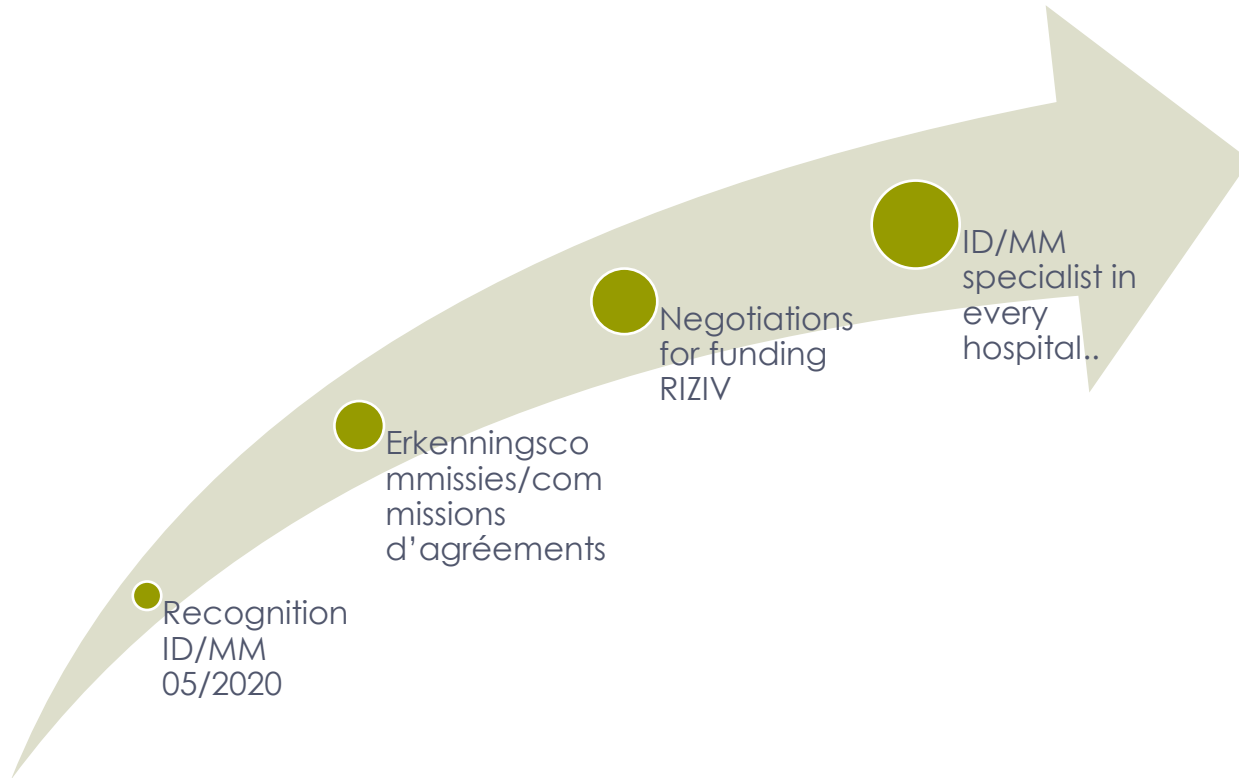 Recognition
ID/MM
05/2020
Erkenningsco
mmissies/com
missions
d’agréements
Negotiations
for funding
RIZIV
ID/MM
specialist in
every
hospital..